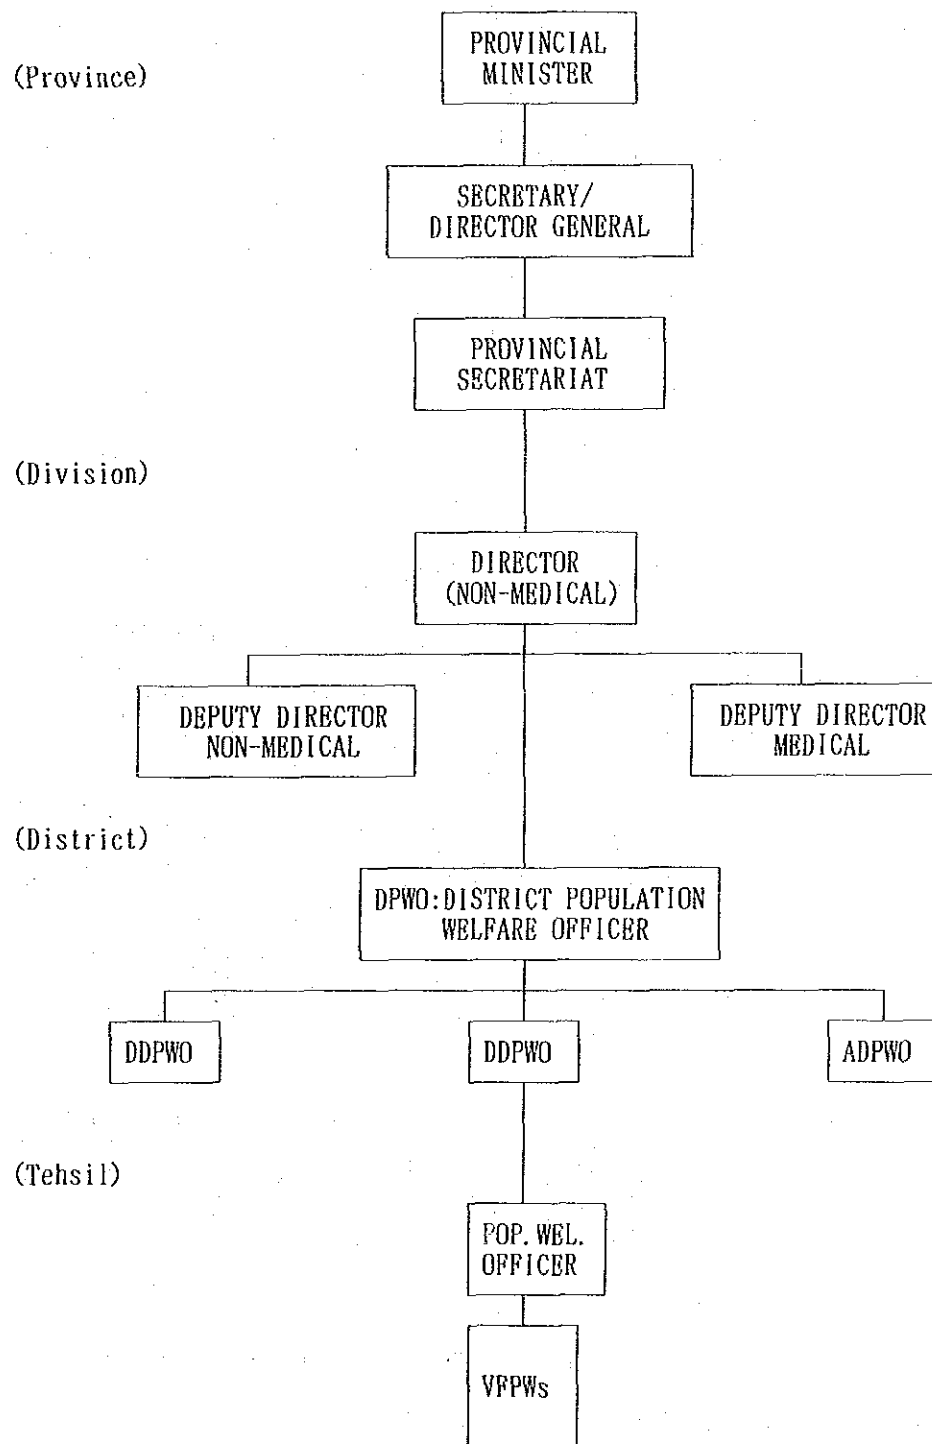 PROVINCIAL
MINISTER
(Province)
SECRETARY/
DIRECTOR GENERAL
PROVINCIAL
SECRETARIAT
(Division)
DIRECTOR
(NON-MEDICAL)
DEPUTY DIRECTOR
NON-MEDICAL
DEPUTY DIRECTOR
MEDICAL
(District)
DPWO:DISTRICT POPULATION
WELFARE OFFICER
DDPWO
DDPWO
ADPWO
(Tehsil)
POP. WEL.
OFFICER
VFPWs